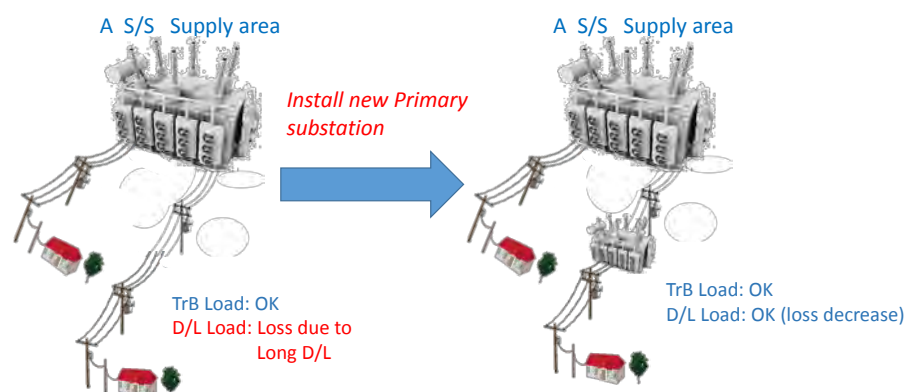 A S/S Supply area
A S/S Supply area
Install new Primary
substation
TrB Load: OK
D/L Load: Loss due to
Long D/L
TrB Load: OK
D/L Load: OK (loss decrease)